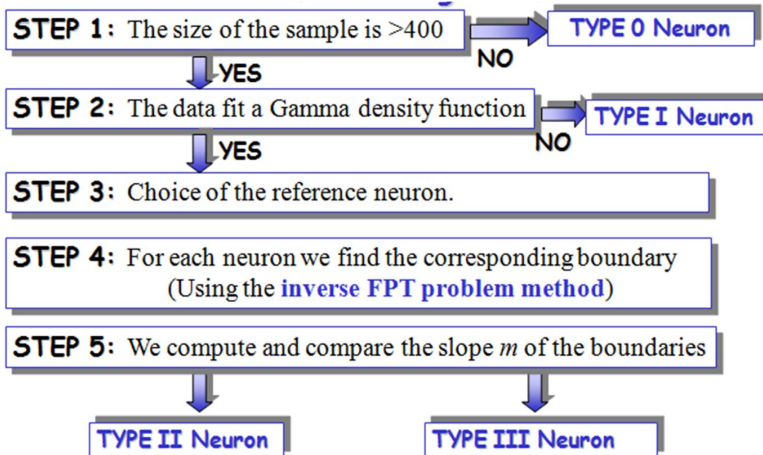 STEP 1: The size of the sample is >400
TYPE 0 Neuron
NO
YES
STEP 2: The data fit a Gamma density function
TYPE I Neuron
NO
YES
STEP 3: Choice of the reference neuron.
STEP 4: For each neuron we find the corresponding boundary
(Using the inverse FPT problem method)
STEP 5: We compute and compare the slope m of the boundaries
TYPE II Neuron
TYPE III Neuron